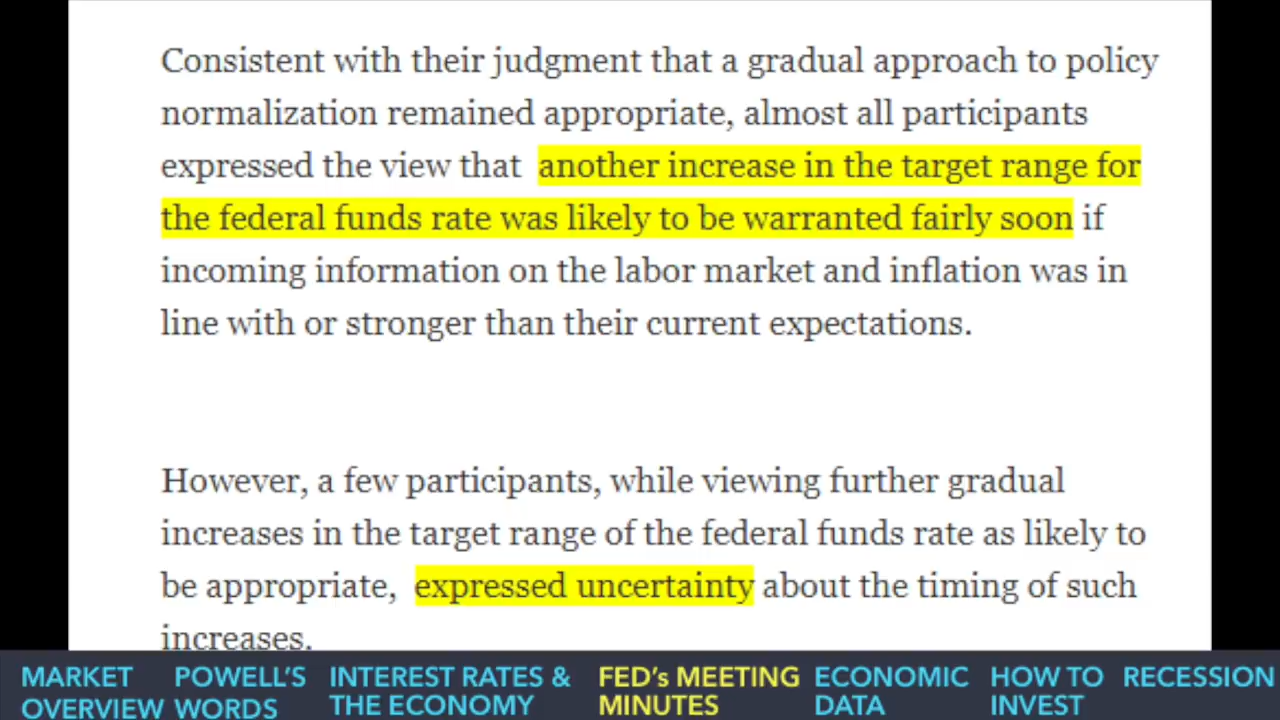 Consistent with their judgment that a gradual approach to policy
normalization remained appropriate, almost all participants
expressed the view that another increase in the target range for
the federal funds rate was likely to be warranted fairly soon if
incoming information on the labor market and inflation was in
line with or stronger than their current expectations.
However, a few participants, while viewing further gradual
increases in the target range of the federal funds rate as likely to
be appropriate, expressed uncertainty about the timing of such
increases.
MARKET OVERVIEW
POWELL'S WORDS
INTEREST RATES & THE ECONOMY
FED's MEETING MINUTES
ECONOMIC DATA
HOW TO INVEST
RECESSION